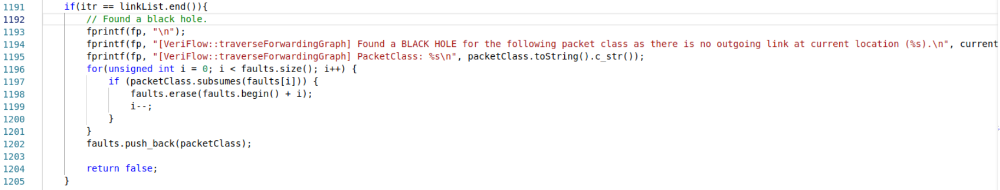 1191 if(itr == linkList.end()){
1192 // Found a black hole.
1193 fprintf(fp, "\n");
1194 fprintf(fp, "[VeriFlow::traverseForwardingGraph] Found a BLACK HOLE for the following packet class as there is no outgoing link at current location (%s).\n", current
1195 fprintf(fp, "[VeriFlow::traverseForwardingGraph] PacketClass: %s\n", packetClass.toString().c_str());
1196 for(unsigned int i = 0; i < faults.size(); i++) {
1197 if (packetClass.subsumes(faults[i])) {
1198 faults.erase(faults.begin() + i);
1199 i--;
1200 }
1201 }
1202 faults.push_back(packetClass);
1203
1204 return false;
1205 }